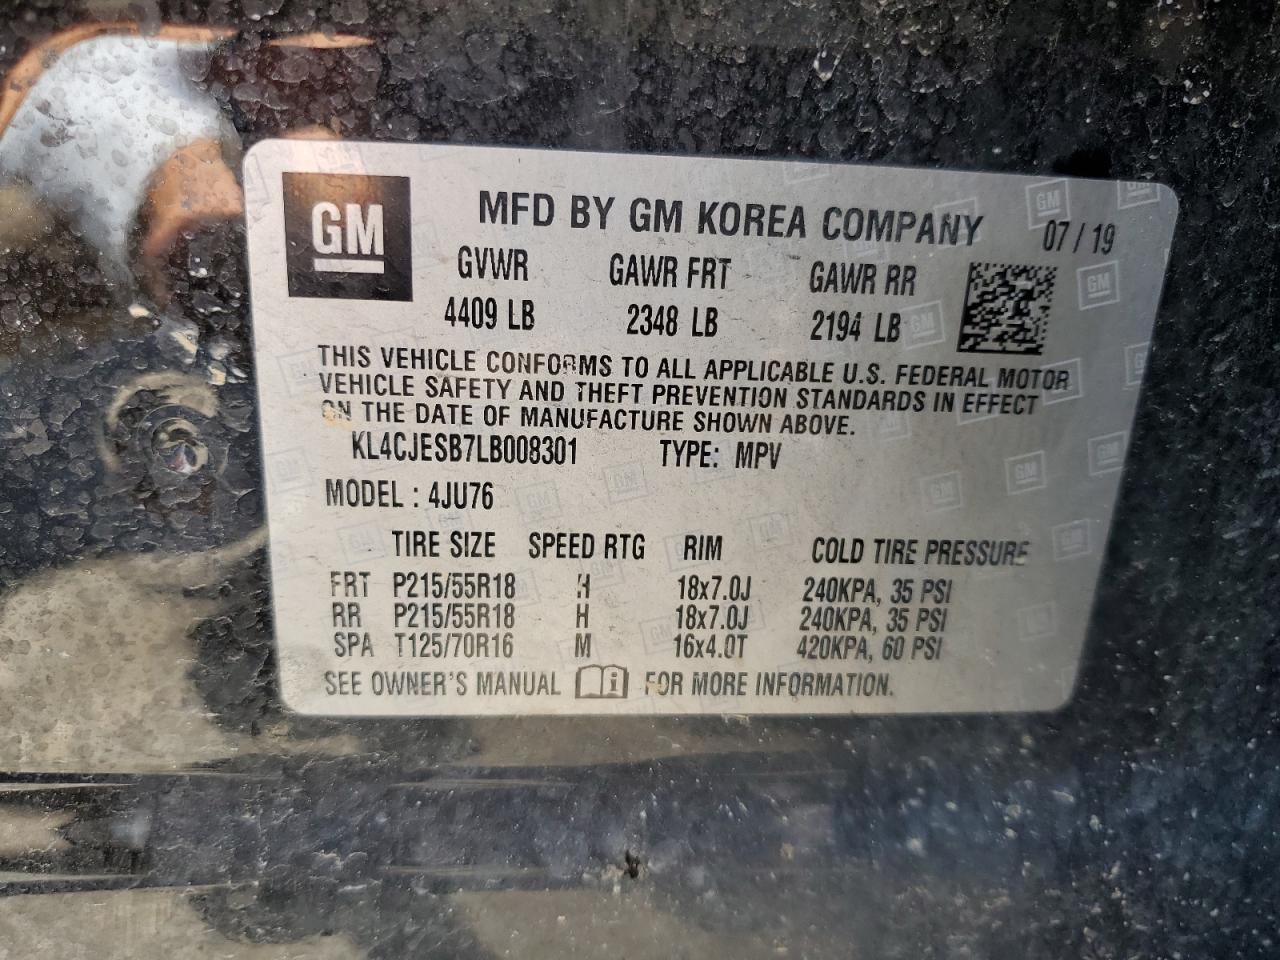 GM
MFD BY GM KOREA COMPANY 07 / 19
GVWR GAWR FRT GAWR RR
4409 LB 2348 LB 2194 LB
THIS VEHICLE CONFORMS TO ALL APPLICABLE U.S. FEDERAL MOTOR
VEHICLE SAFETY AND THEFT PREVENTION STANDARDS IN EFFECT
ON THE DATE OF MANUFACTURE SHOWN ABOVE.
KL4CJESB7LB008301 TYPE: MPV
MODEL : 4JU76
TIRE SIZE SPEED RTG RIM COLD TIRE PRESSURE
FRT P215/55R18 H 18x7.0J 240KPA, 35 PSI
RR P215/55R18 H 18x7.0J 240KPA, 35 PSI
SPA T125/70R16 M 16x4.0T 420KPA, 60 PSI
SEE OWNER'S MANUAL i FOR MORE INFORMATION.